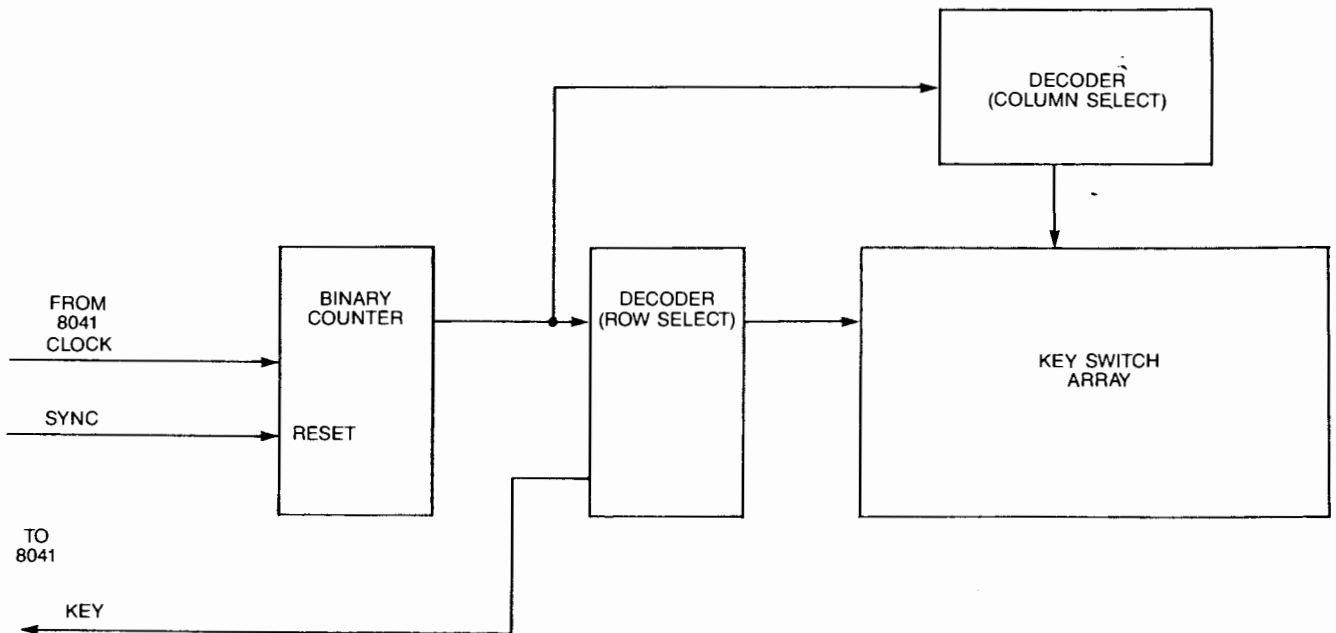 DECODER
(COLUMN SELECT)
FROM
8041
CLOCK
BINARY
COUNTER
DECODER
(ROW SELECT)
KEY SWITCH
ARRAY
SYNC
RESET
TO
8041
KEY